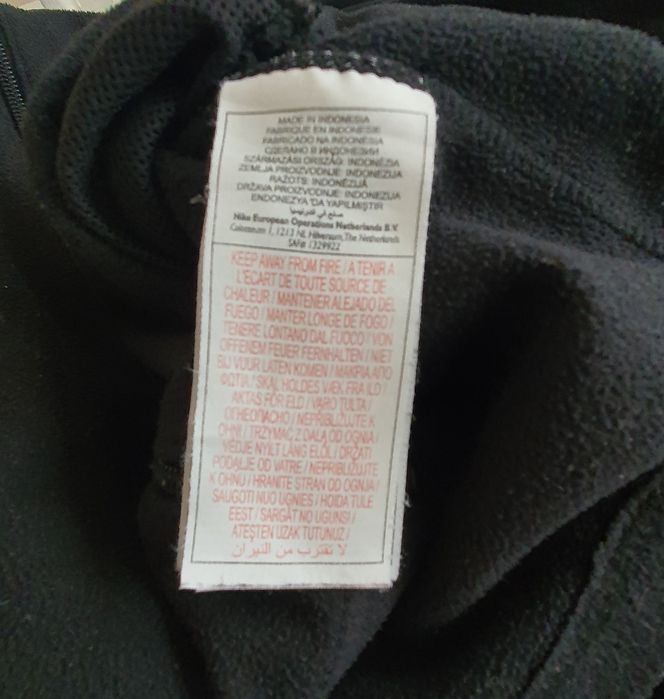 MADE IN INDONESIA
FABRIQUE EN INDONESIE
FABRICADO NA INDONESIA
СДЕЛАНО В ИНДОНЕЗИИ
SZÁRMAZÁSI ORSZÁG: INDONÉZIA
ZEMLJA PROIZVODNJE: INDONEZIJA
RAŽOTS: INDONĒZIJĀ
DRŽAVA PROIZVODNJE: INDONEZIJA
ENDONEZYA'DA YAPILMIŞTIR
صنع في اندونيسيا
Nike European Operations Netherlands B.V.
Colosseum 1, 1213 NL Hilversum, The Netherlands
SAF# 1329922
KEEP AWAY FROM FIRE / A TENIR A
L'ECART DE TOUTE SOURCE DE
CHALEUR / MANTENER ALEJADO DEL
FUEGO / MANTER LONGE DE FOGO /
TENERE LONTANO DAL FUOCO / VON
OFFENEM FEUER FERNHALTEN / NIET
BIJ VUUR LATEN KOMEN / ΜΑΚΡΙΑ ΑΠΟ
ΦΩΤΙΑ / SKAL HOLDES VÆK FRA ILD /
AKTAS FÖR ELD / VARO TULTA /
ОГНЕОПАСНО / NEPŘIBLIŽUJTE K
OHNI / TRZYMAĆ Z DALA OD OGNIA /
VÉDJE NYÍLT LÁNG ELŐL / DRŽATI
PODALJE OD VATRE / NEPRIBLIŽUJTE
K OHŇU / HRANITE STRAN OD OGNJA /
SAUGOTI NUO UGNIES / HOIDA TULE
EEST / SARGĀT NO UGUNS /
ATEŞTEN UZAK TUTUNUZ /
لا تقترب من النيران